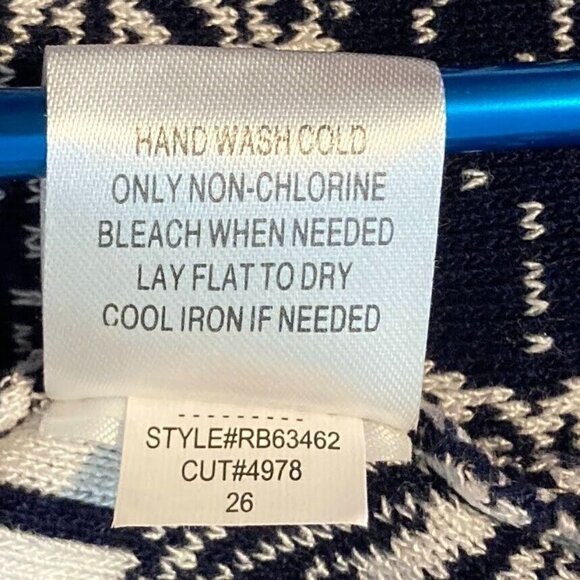 HAND WASH COLD
ONLY NON-CHLORINE
BLEACH WHEN NEEDED
LAY FLAT TO DRY
COOL IRON IF NEEDED
STYLE#RB63462
CUT#4978
26